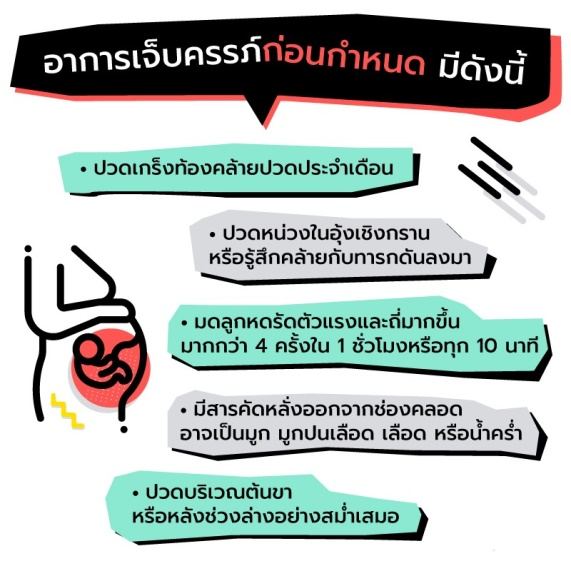 อาการเจ็บครรภ์ก่อนกำหนด มีดังนี้
• ปวดเกร็งท้องคล้ายปวดประจำเดือน
• ปวดหน่วงในอุ้งเชิงกราน
หรือรู้สึกคล้ายกับทารกดันลงมา
• มดลูกหดรัดตัวแรงและถี่มากขึ้น
มากกว่า 4 ครั้งใน 1 ชั่วโมงหรือทุก 10 นาที
• มีสารคัดหลั่งออกจากช่องคลอด
อาจเป็นมูก มูกปนเลือด เลือด หรือน้ำคร่ำ
• ปวดบริเวณต้นขา
หรือหลังช่วงล่างอย่างสม่ำเสมอ